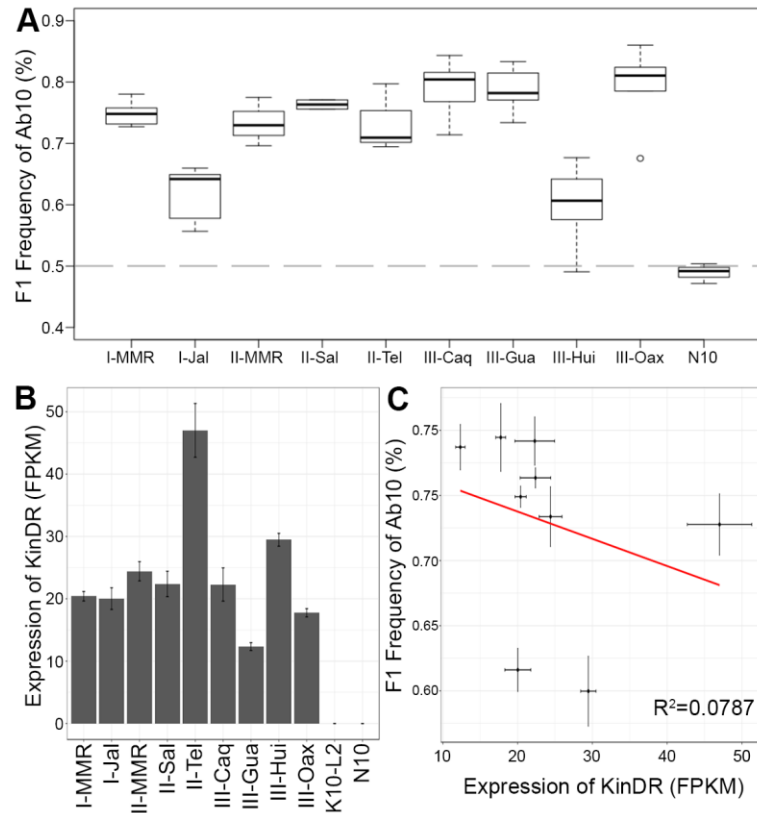 A
F1 Frequency of Ab10 (%)
0.9
0.8
0.7
0.6
0.5
0.4
I-MMR I-Jal II-MMR II-Sal II-Tel III-Caq III-Gua III-Hui III-Oax N10
B
Expression of KinDR (FPKM)
50
40
30
20
10
0
I-MMR I-Jal II-MMR II-Sal II-Tel III-Caq III-Gua III-Hui III-Oax K10-L2 N10
C
F1 Frequency of Ab10 (%)
0.75
0.75
0.70
0.65
0.60
R²=0.0787
10 20 30 40 50
Expression of KinDR (FPKM)